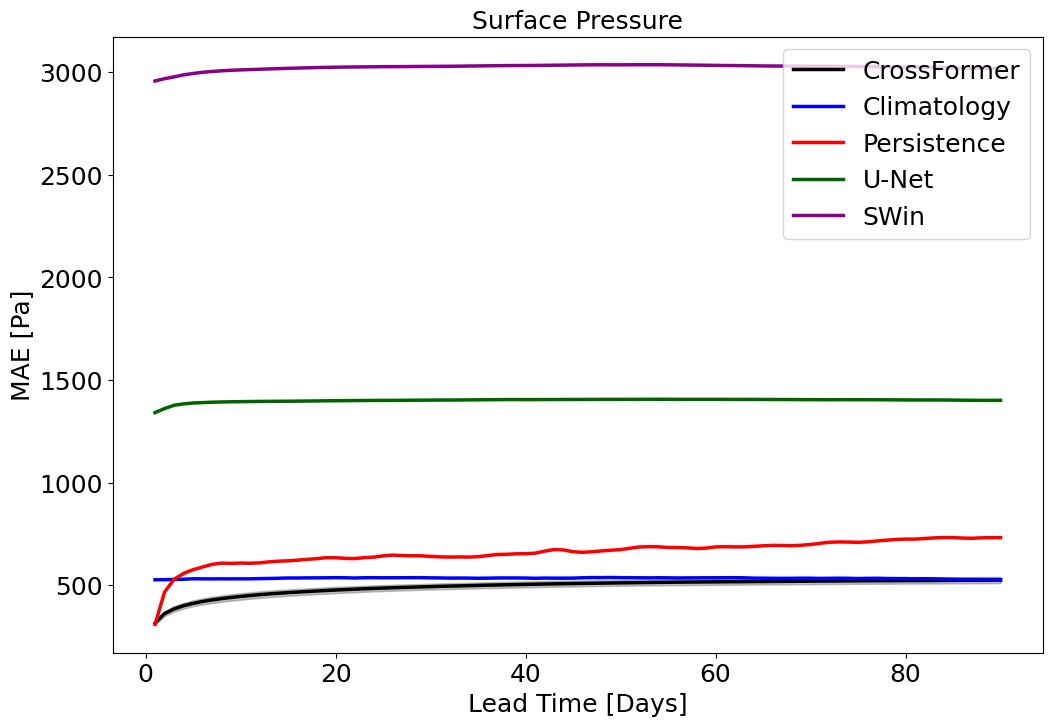 Surface Pressure
MAE [Pa]
3000
2500
2000
1500
1000
500
CrossFormer
Climatology
Persistence
U-Net
SWin
0
20
40
60
80
Lead Time [Days]